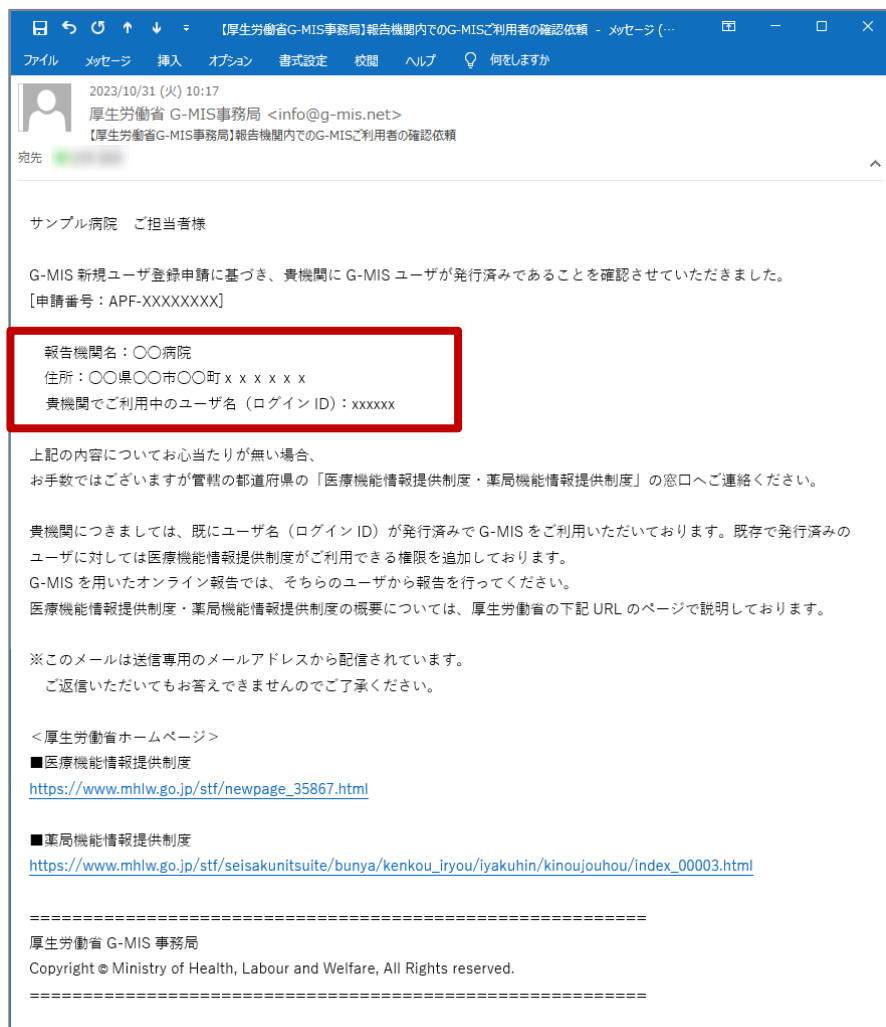 【厚生労働省G-MIS事務局】報告機関内でのG-MISご利用者の確認依頼 - メッセージ (…
ファイル メッセージ 挿入 オプション 書式設定 校閲 ヘルプ 何をしますか
2023/10/31 (火) 10:17
厚生労働省 G-MIS事務局 <info@g-mis.net>
【厚生労働省G-MIS事務局】報告機関内でのG-MISご利用者の確認依頼
宛先
サンプル病院　ご担当者様
G-MIS 新規ユーザ登録申請に基づき、貴機関に G-MIS ユーザが発行済みであることを確認させていただきました。
[申請番号：APF-XXXXXXXX]
報告機関名：〇〇病院
住所：〇〇県〇〇市〇〇町ｘｘｘｘｘｘ
貴機関でご利用中のユーザ名（ログイン ID）：xxxxxx
上記の内容についてお心当たりが無い場合、
お手数ではございますが管轄の都道府県の「医療機能情報提供制度・薬局機能情報提供制度」の窓口へご連絡ください。
貴機関につきましては、既にユーザ名（ログイン ID）が発行済みで G-MIS をご利用いただいております。既存で発行済みの
ユーザに対しては医療機能情報提供制度がご利用できる権限を追加しております。
G-MIS を用いたオンライン報告では、そちらのユーザから報告を行ってください。
医療機能情報提供制度・薬局機能情報提供制度の概要については、厚生労働省の下記 URL のページで説明しております。
※このメールは送信専用のメールアドレスから配信されています。
ご返信いただいてもお答えできませんのでご了承ください。
＜厚生労働省ホームページ＞
■医療機能情報提供制度
https://www.mhlw.go.jp/stf/newpage_35867.html
■薬局機能情報提供制度
https://www.mhlw.go.jp/stf/seisakunitsuite/bunya/kenkou_iryou/iyakuhin/kinoujouhou/index_00003.html
==========================================================
厚生労働省 G-MIS 事務局
Copyright © Ministry of Health, Labour and Welfare, All Rights reserved.
==========================================================